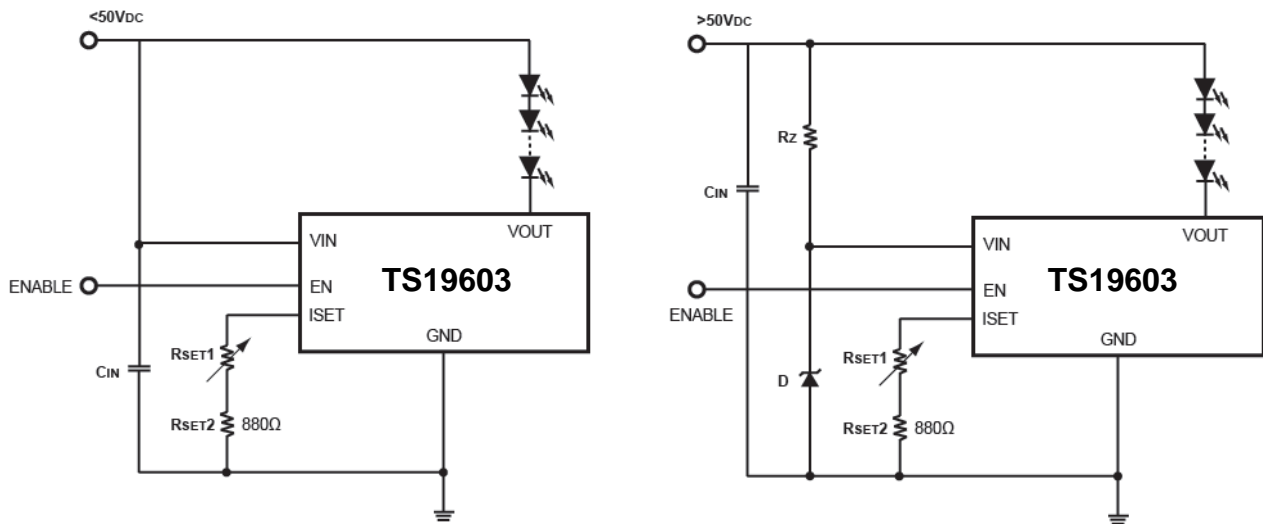 <50VDC
VOUT
VIN
TS19603
ENABLE
EN
ISET
GND
RSET1
CIN
RSET2
880Ω
>50VDC
RZ
CIN
VOUT
VIN
TS19603
EN
ENABLE
ISET
GND
RSET1
D
RSET2
880Ω